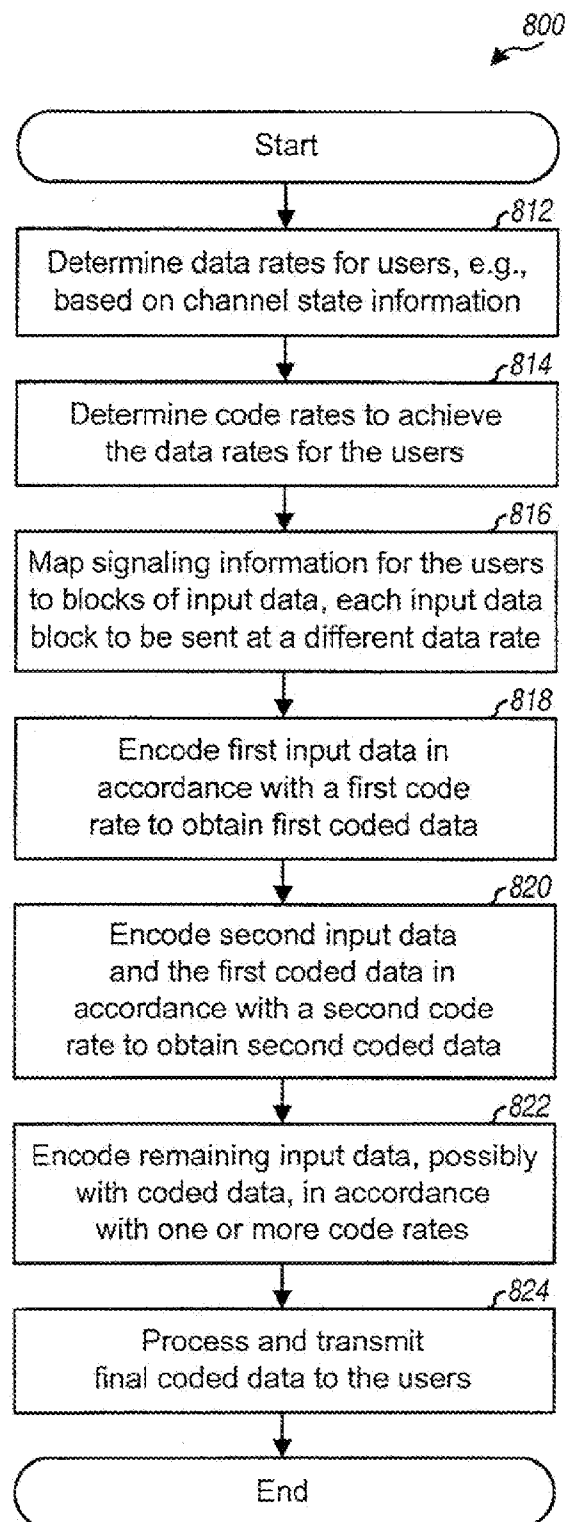 800
Start
812
Determine data rates for users, e.g.,
based on channel state information
814
Determine code rates to achieve
the data rates for the users
816
Map signaling information for the users
to blocks of input data, each input data
block to be sent at a different data rate
818
Encode first input data in
accordance with a first code
rate to obtain first coded data
820
Encode second input data
and the first coded data in
accordance with a second code
rate to obtain second coded data
822
Encode remaining input data, possibly
with coded data, in accordance
with one or more code rates
824
Process and transmit
final coded data to the users
End